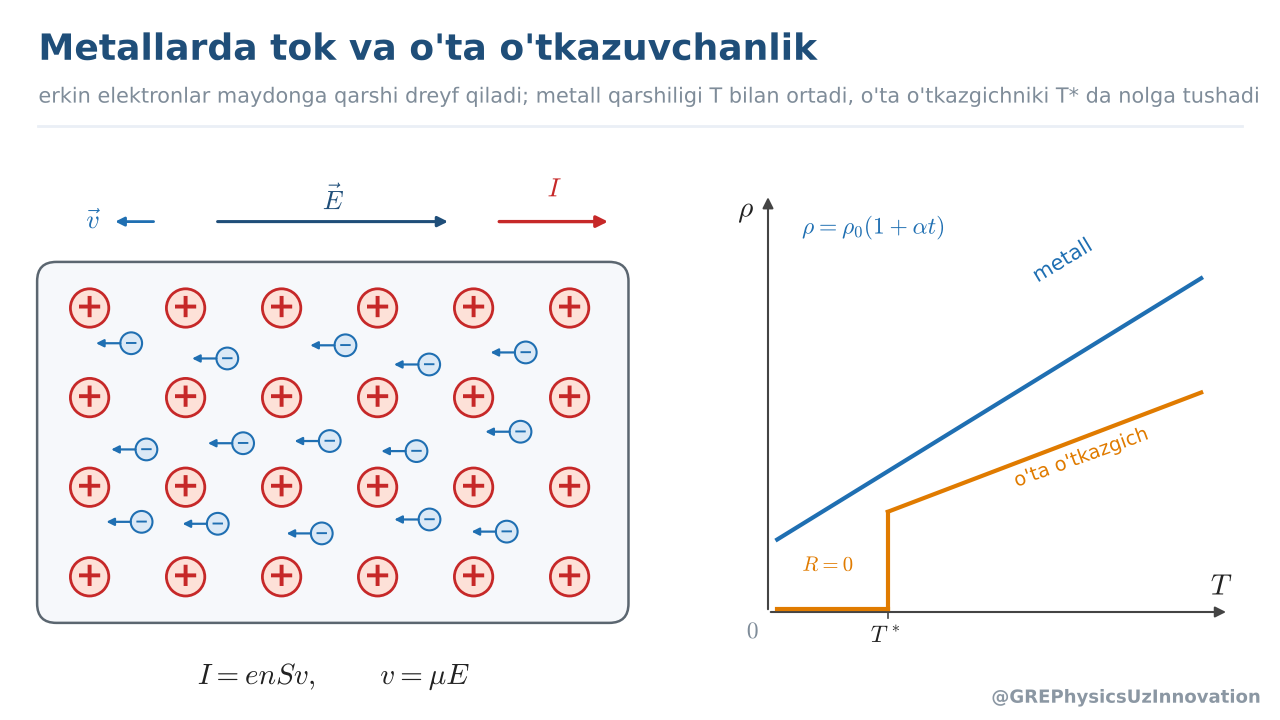 Metallarda tok va o'ta o'tkazuvchanlik
erkin elektronlar maydonga qarshi dreyf qiladi; metall qarshiligi T bilan ortadi, o'ta o'tkazgichniki T* da nolga tushadi
v⃗
E⃗
I
+ + + + + +
− − − − −
+ + + + + +
− − − − −
+ + + + + +
− − − − −
+ + + + + +
I = enSv, v = μE
ρ
ρ = ρ₀(1 + αt)
metall
o'ta o'tkazgich
R = 0
T
0
T*
@GREPhysicsUzInnovation